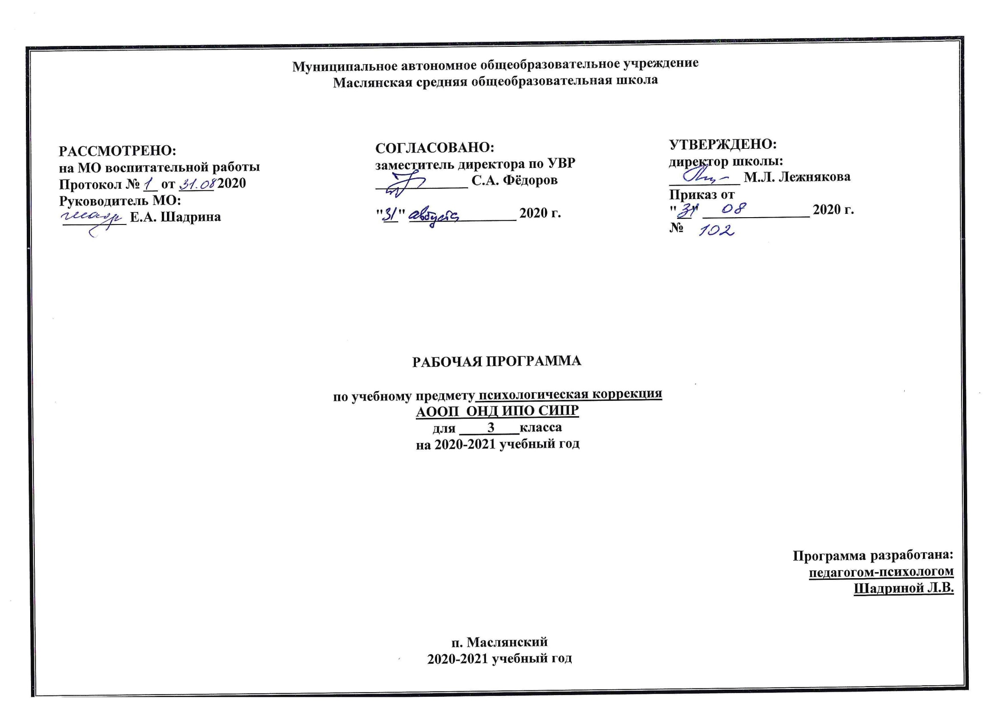 Муниципальное автономное общеобразовательное учреждение
Маслянская средняя общеобразовательная школа
РАССМОТРЕНО:
на МО воспитательной работы
Протокол № 1 от 31.08 2020
Руководитель МО:
Е.А. Шадрина
СОГЛАСОВАНО:
заместитель директора по УВР
С.А. Фёдоров
"31" августа 2020 г.
УТВЕРЖДЕНО:
директор школы:
М.Л. Лежнякова
Приказ от
"31" 08 2020 г.
№ 102
РАБОЧАЯ ПРОГРАММА
по учебному предмету психологическая коррекция
АООП ОНД ИПО СИПР
для 3 класса
на 2020-2021 учебный год
Программа разработана:
педагогом-психологом
Шадриной Л.В.
п. Маслянский
2020-2021 учебный год